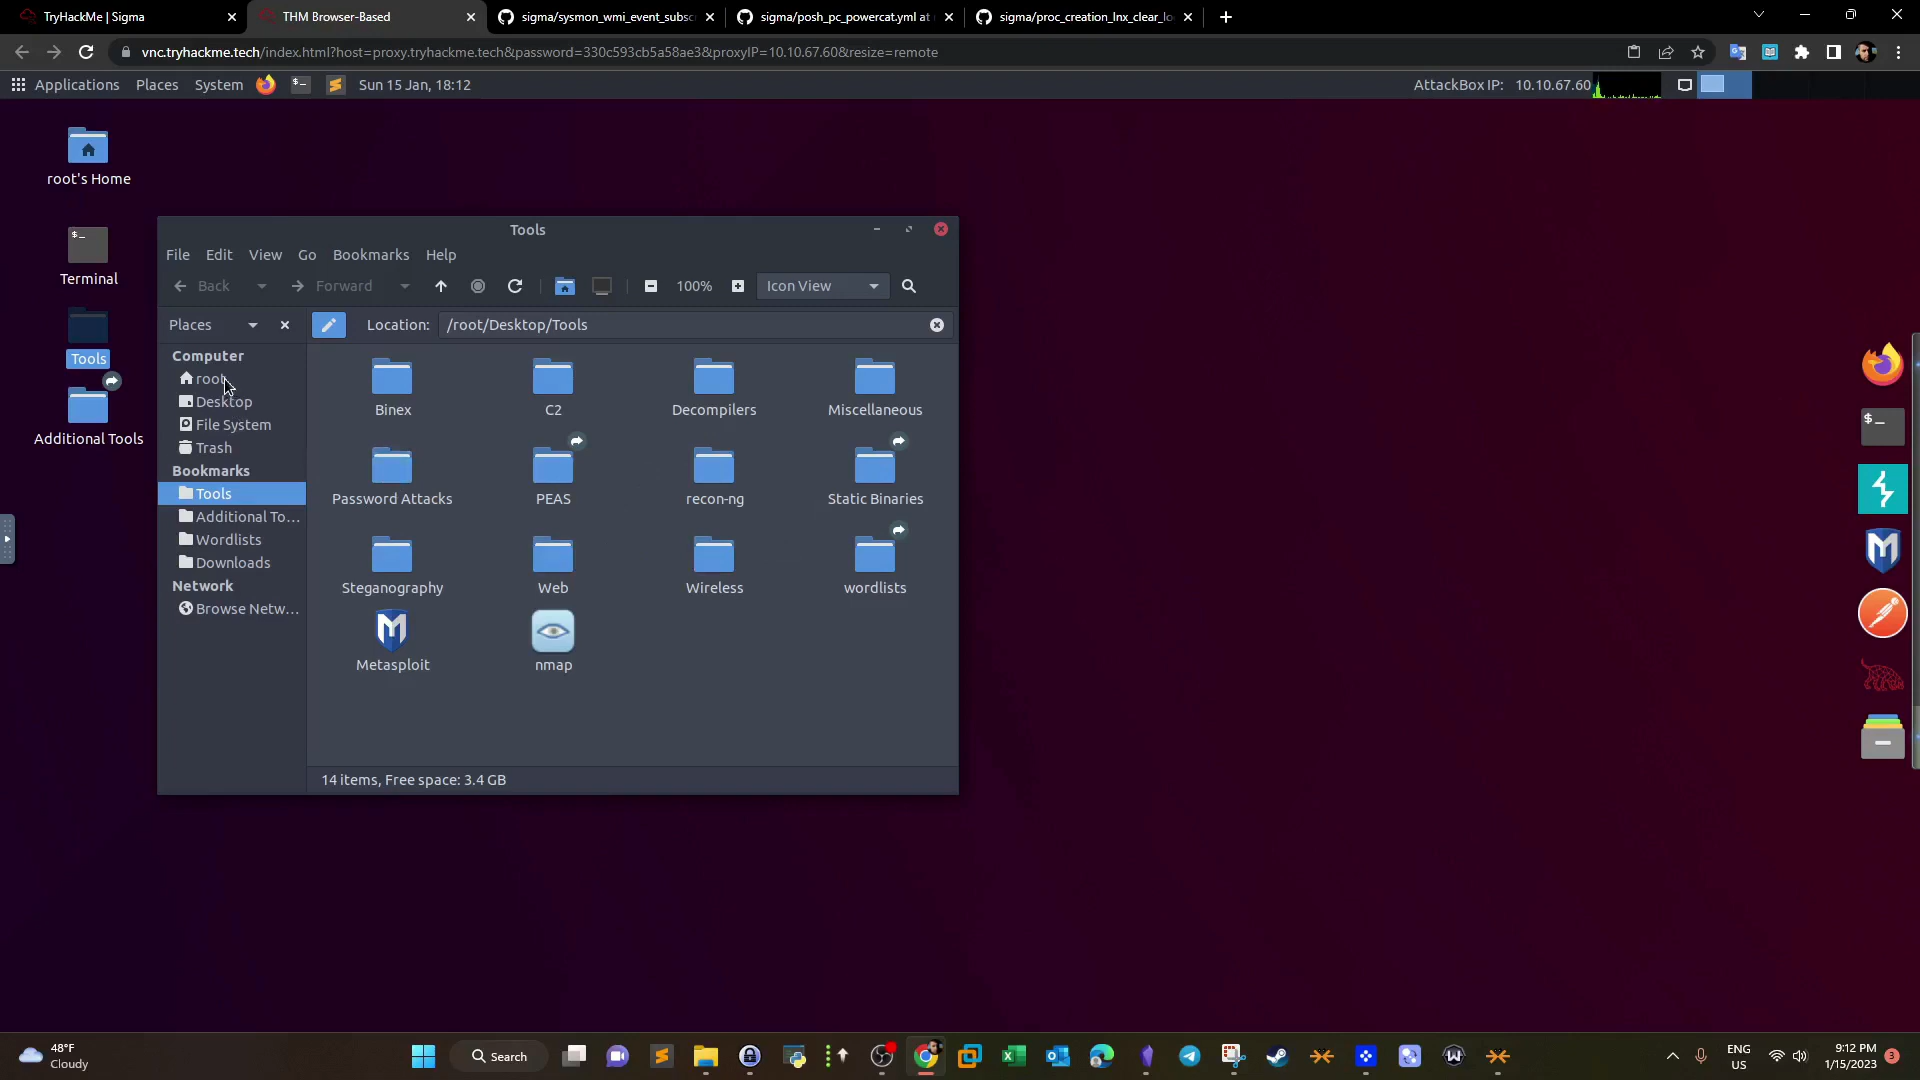 TryHackMe | Sigma
THM Browser-Based
sigma/sysmon_wmi_event_subsc
sigma/posh_pc_powercat.yml at
sigma/proc_creation_lnx_clear_lo
vnc.tryhackme.tech/index.html?host=proxy.tryhackme.tech&password=330c593cb5a58ae3&proxyIP=10.10.67.60&resize=remote
Applications Places System Sun 15 Jan, 18:12 AttackBox IP: 10.10.67.60
root's Home
Terminal
Tools
Additional Tools
Tools
File Edit View Go Bookmarks Help
Back Forward 100% Icon View
Places Location: /root/Desktop/Tools
Computer
root
Desktop
File System
Trash
Bookmarks
Tools
Additional To...
Wordlists
Downloads
Network
Browse Netw...
Binex C2 Decompilers Miscellaneous
Password Attacks PEAS recon-ng Static Binaries
Steganography Web Wireless wordlists
Metasploit nmap
14 items, Free space: 3.4 GB
48°F
Cloudy
Search
ENG
US
9:12 PM
1/15/2023
3